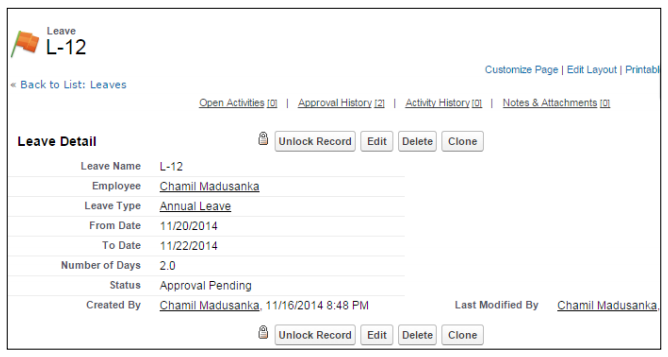 Leave
L-12
Customize Page | Edit Layout | Printabl
« Back to List: Leaves
Open Activities [0] | Approval History [2] | Activity History [0] | Notes & Attachments [0]
Leave Detail Unlock Record Edit Delete Clone
Leave Name L-12
Employee Chamil Madusanka
Leave Type Annual Leave
From Date 11/20/2014
To Date 11/22/2014
Number of Days 2.0
Status Approval Pending
Created By Chamil Madusanka, 11/16/2014 8:48 PM Last Modified By Chamil Madusanka,
Unlock Record Edit Delete Clone